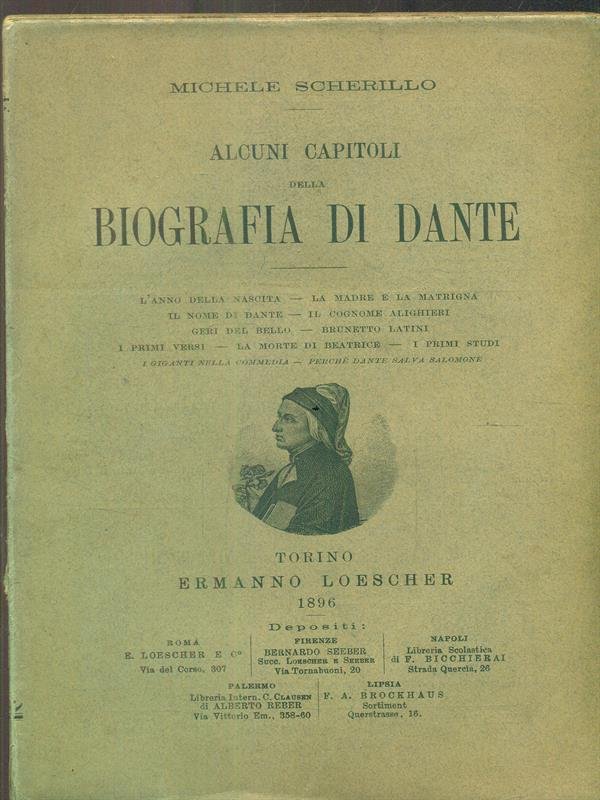 MICHELE SCHERILLO
ALCUNI CAPITOLI
DELLA
BIOGRAFIA DI DANTE
L'ANNO DELLA NASCITA — LA MADRE E LA MATRIGNA
IL NOME DI DANTE — IL COGNOME ALIGHIERI
GERI DEL BELLO — BRUNETTO LATINI
I PRIMI VERSI — LA MORTE DI BEATRICE — I PRIMI STUDI
I GIGANTI NELLA COMMEDIA — PERCHÈ DANTE SALVA SALOMONE
TORINO
ERMANNO LOESCHER
1896
Depositi:
ROMA
E. LOESCHER E Cº
Via del Corso, 307
FIRENZE
BERNARDO SEEBER
Succ. LOESCHER E SEEBER
Via Tornabuoni, 20
NAPOLI
Libreria Scolastica
di F. BICCHIERAI
Strada Quercia, 26
PALERMO
Libreria Intern. C. CLAUSEN
di ALBERTO REBER
Via Vittorio Em., 358-60
LIPSIA
F. A. BROCKHAUS
Sortiment
Querstrasse, 16.